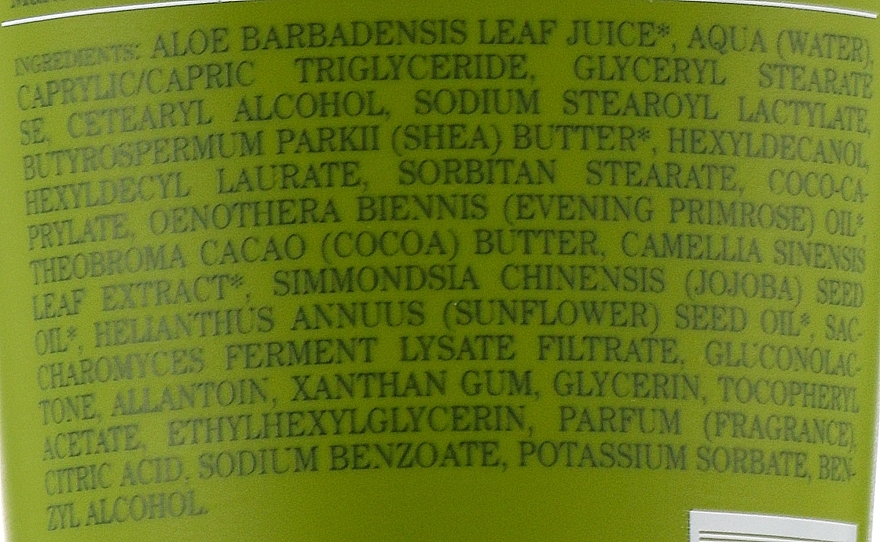 INGREDIENTS: ALOE BARBADENSIS LEAF JUICE*, AQUA (WATER),
CAPRYLIC/CAPRIC TRIGLYCERIDE, GLYCERYL STEARATE
SE, CETEARYL ALCOHOL, SODIUM STEAROYL LACTYLATE,
BUTYROSPERMUM PARKII (SHEA) BUTTER*, HEXYLDECANOL,
HEXYLDECYL LAURATE, SORBITAN STEARATE, COCO-CA-
PRYLATE, OENOTHERA BIENNIS (EVENING PRIMROSE) OIL*,
THEOBROMA CACAO (COCOA) BUTTER, CAMELLIA SINENSIS
LEAF EXTRACT*, SIMMONDSIA CHINENSIS (JOJOBA) SEED
OIL*, HELIANTHUS ANNUUS (SUNFLOWER) SEED OIL*, SAC-
CHAROMYCES FERMENT LYSATE FILTRATE, GLUCONOLAC-
TONE, ALLANTOIN, XANTHAN GUM, GLYCERIN, TOCOPHERYL
ACETATE, ETHYLHEXYLGLYCERIN, PARFUM (FRAGRANCE),
CITRIC ACID, SODIUM BENZOATE, POTASSIUM SORBATE, BEN-
ZYL ALCOHOL.